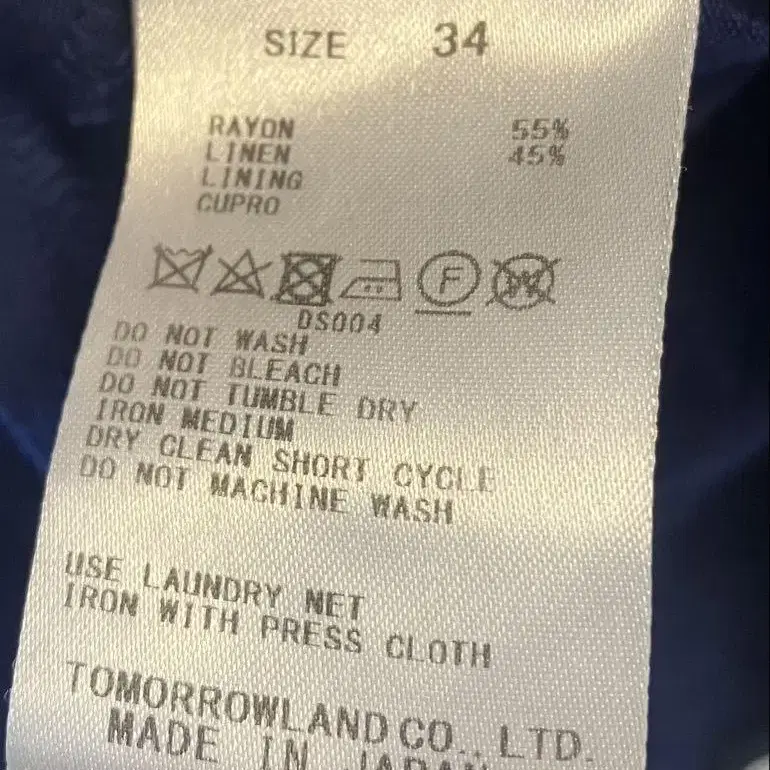 SIZE 34
RAYON 55%
LINEN 45%
LINING
CUPRO
F W
DS004
DO NOT WASH
DO NOT BLEACH
DO NOT TUMBLE DRY
IRON MEDIUM
DRY CLEAN SHORT CYCLE
DO NOT MACHINE WASH
USE LAUNDRY NET
IRON WITH PRESS CLOTH
TOMORROWLAND CO., LTD.
MADE IN JAPAN